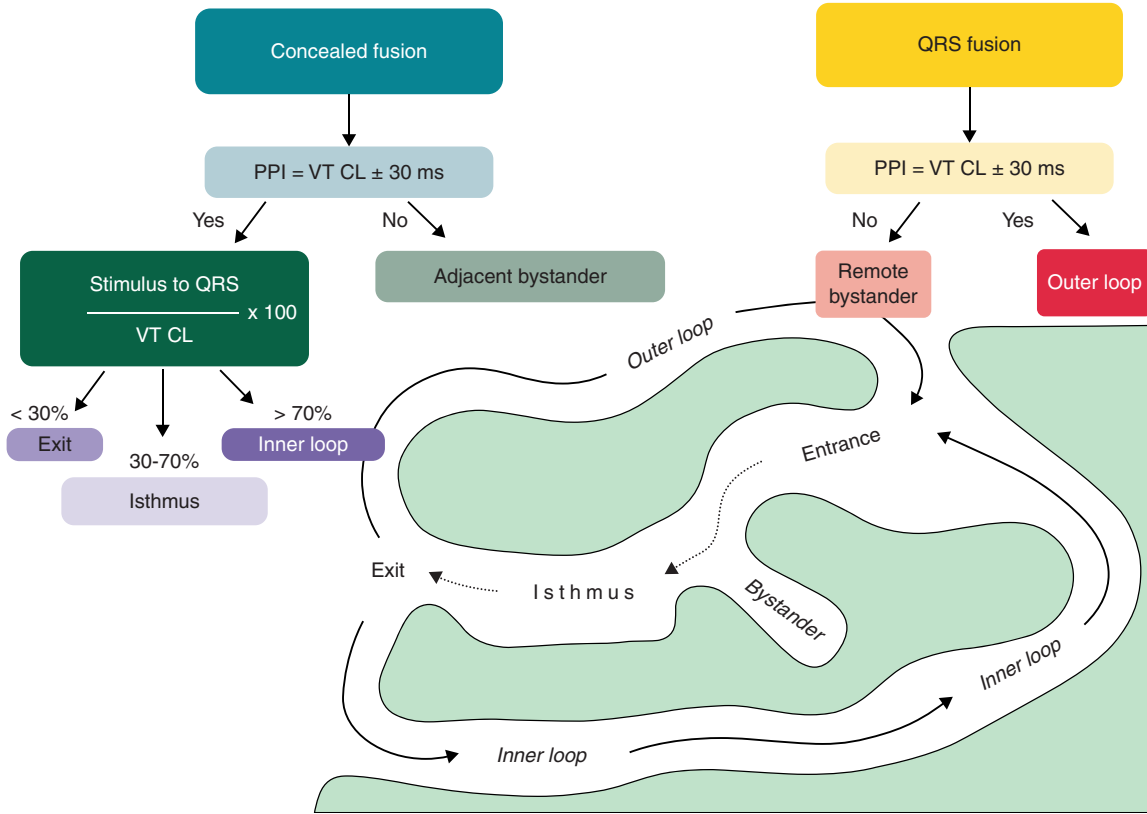 Concealed fusion
QRS fusion
PPI = VT CL ± 30 ms
PPI = VT CL ± 30 ms
Yes
No
No
Yes
Stimulus to QRS
VT CL
x 100
Adjacent bystander
Remote
bystander
Outer loop
Outer loop
< 30%
Exit
> 70%
Inner loop
30-70%
Isthmus
Entrance
Exit
Isthmus
Bystander
Inner loop
Inner loop